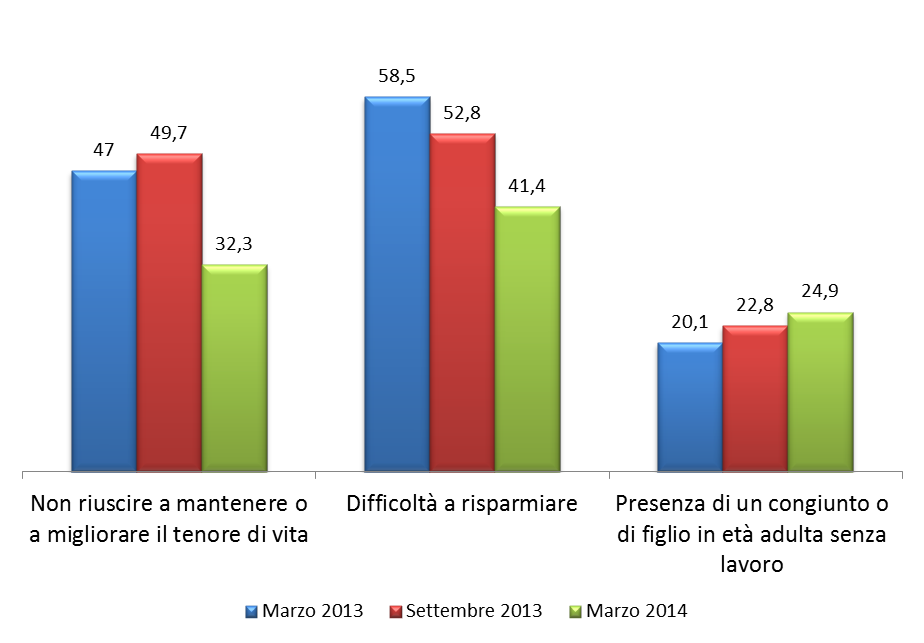 58,5
52,8
49,7
47
41,4
32,3
24,9
22,8
20,1
Non riuscire a mantenere o
a migliorare il tenore di vita
Difficoltà a risparmiare
Presenza di un congiunto o
di figlio in età adulta senza
lavoro
Marzo 2013
Settembre 2013
Marzo 2014